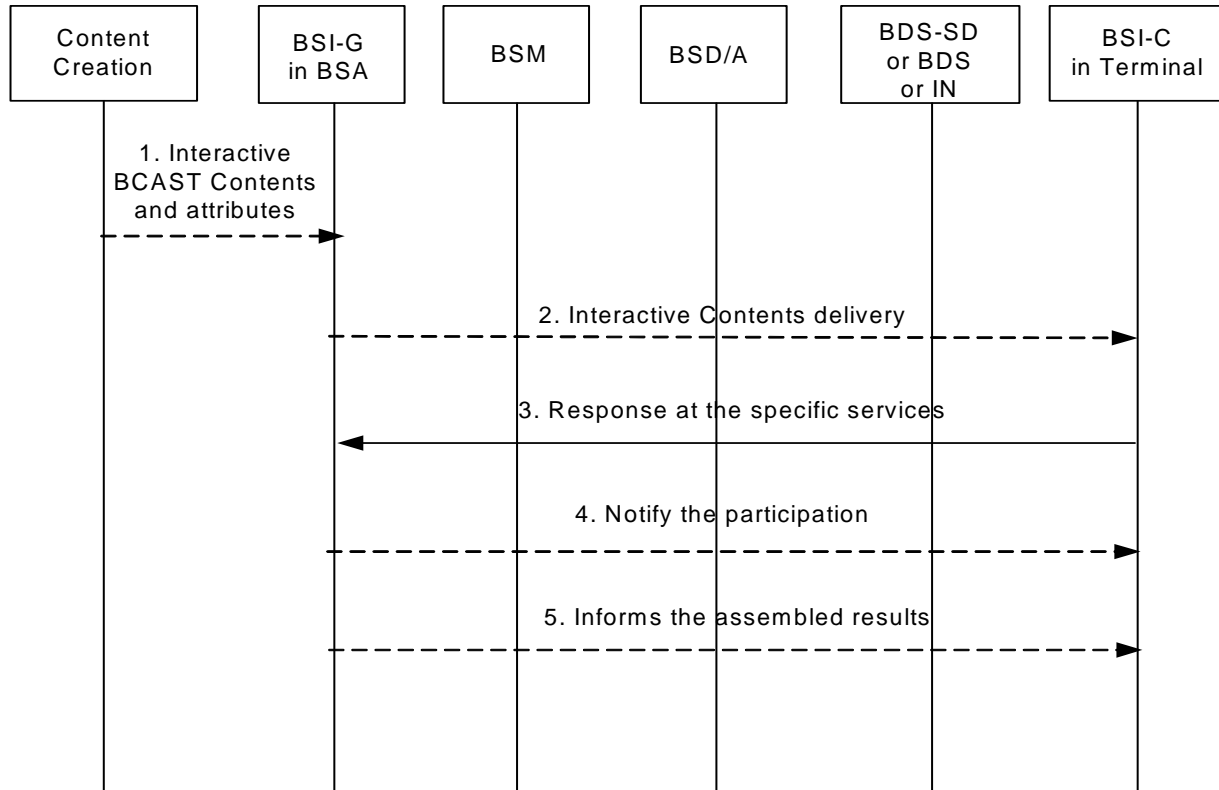 Content
Creation
BSI-G
in BSA
BSM
BSD/A
BDS-SD
or BDS
or IN
BSI-C
in Terminal
1. Interactive
BCAST Contents
and attributes
2. Interactive Contents delivery
3. Response at the specific services
4. Notify the participation
5. Informs the assembled results